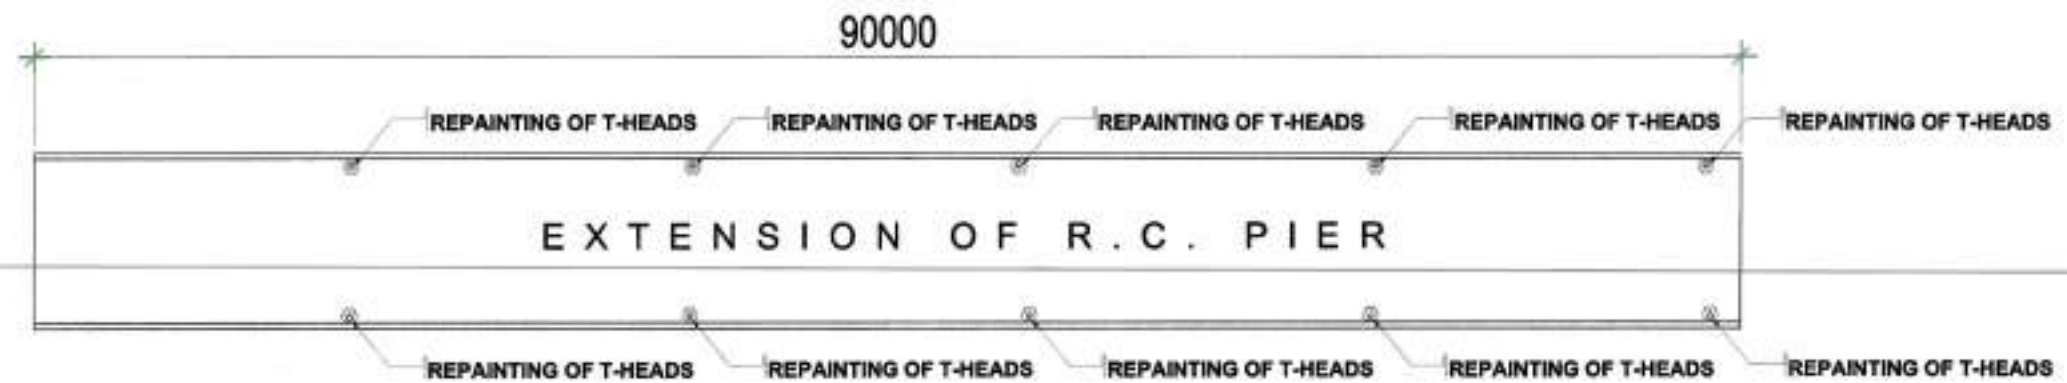 90000
REPAINTING OF T-HEADS REPAINTING OF T-HEADS REPAINTING OF T-HEADS REPAINTING OF T-HEADS REPAINTING OF T-HEADS
EXTENSION OF R.C. PIER
REPAINTING OF T-HEADS REPAINTING OF T-HEADS REPAINTING OF T-HEADS REPAINTING OF T-HEADS REPAINTING OF T-HEADS